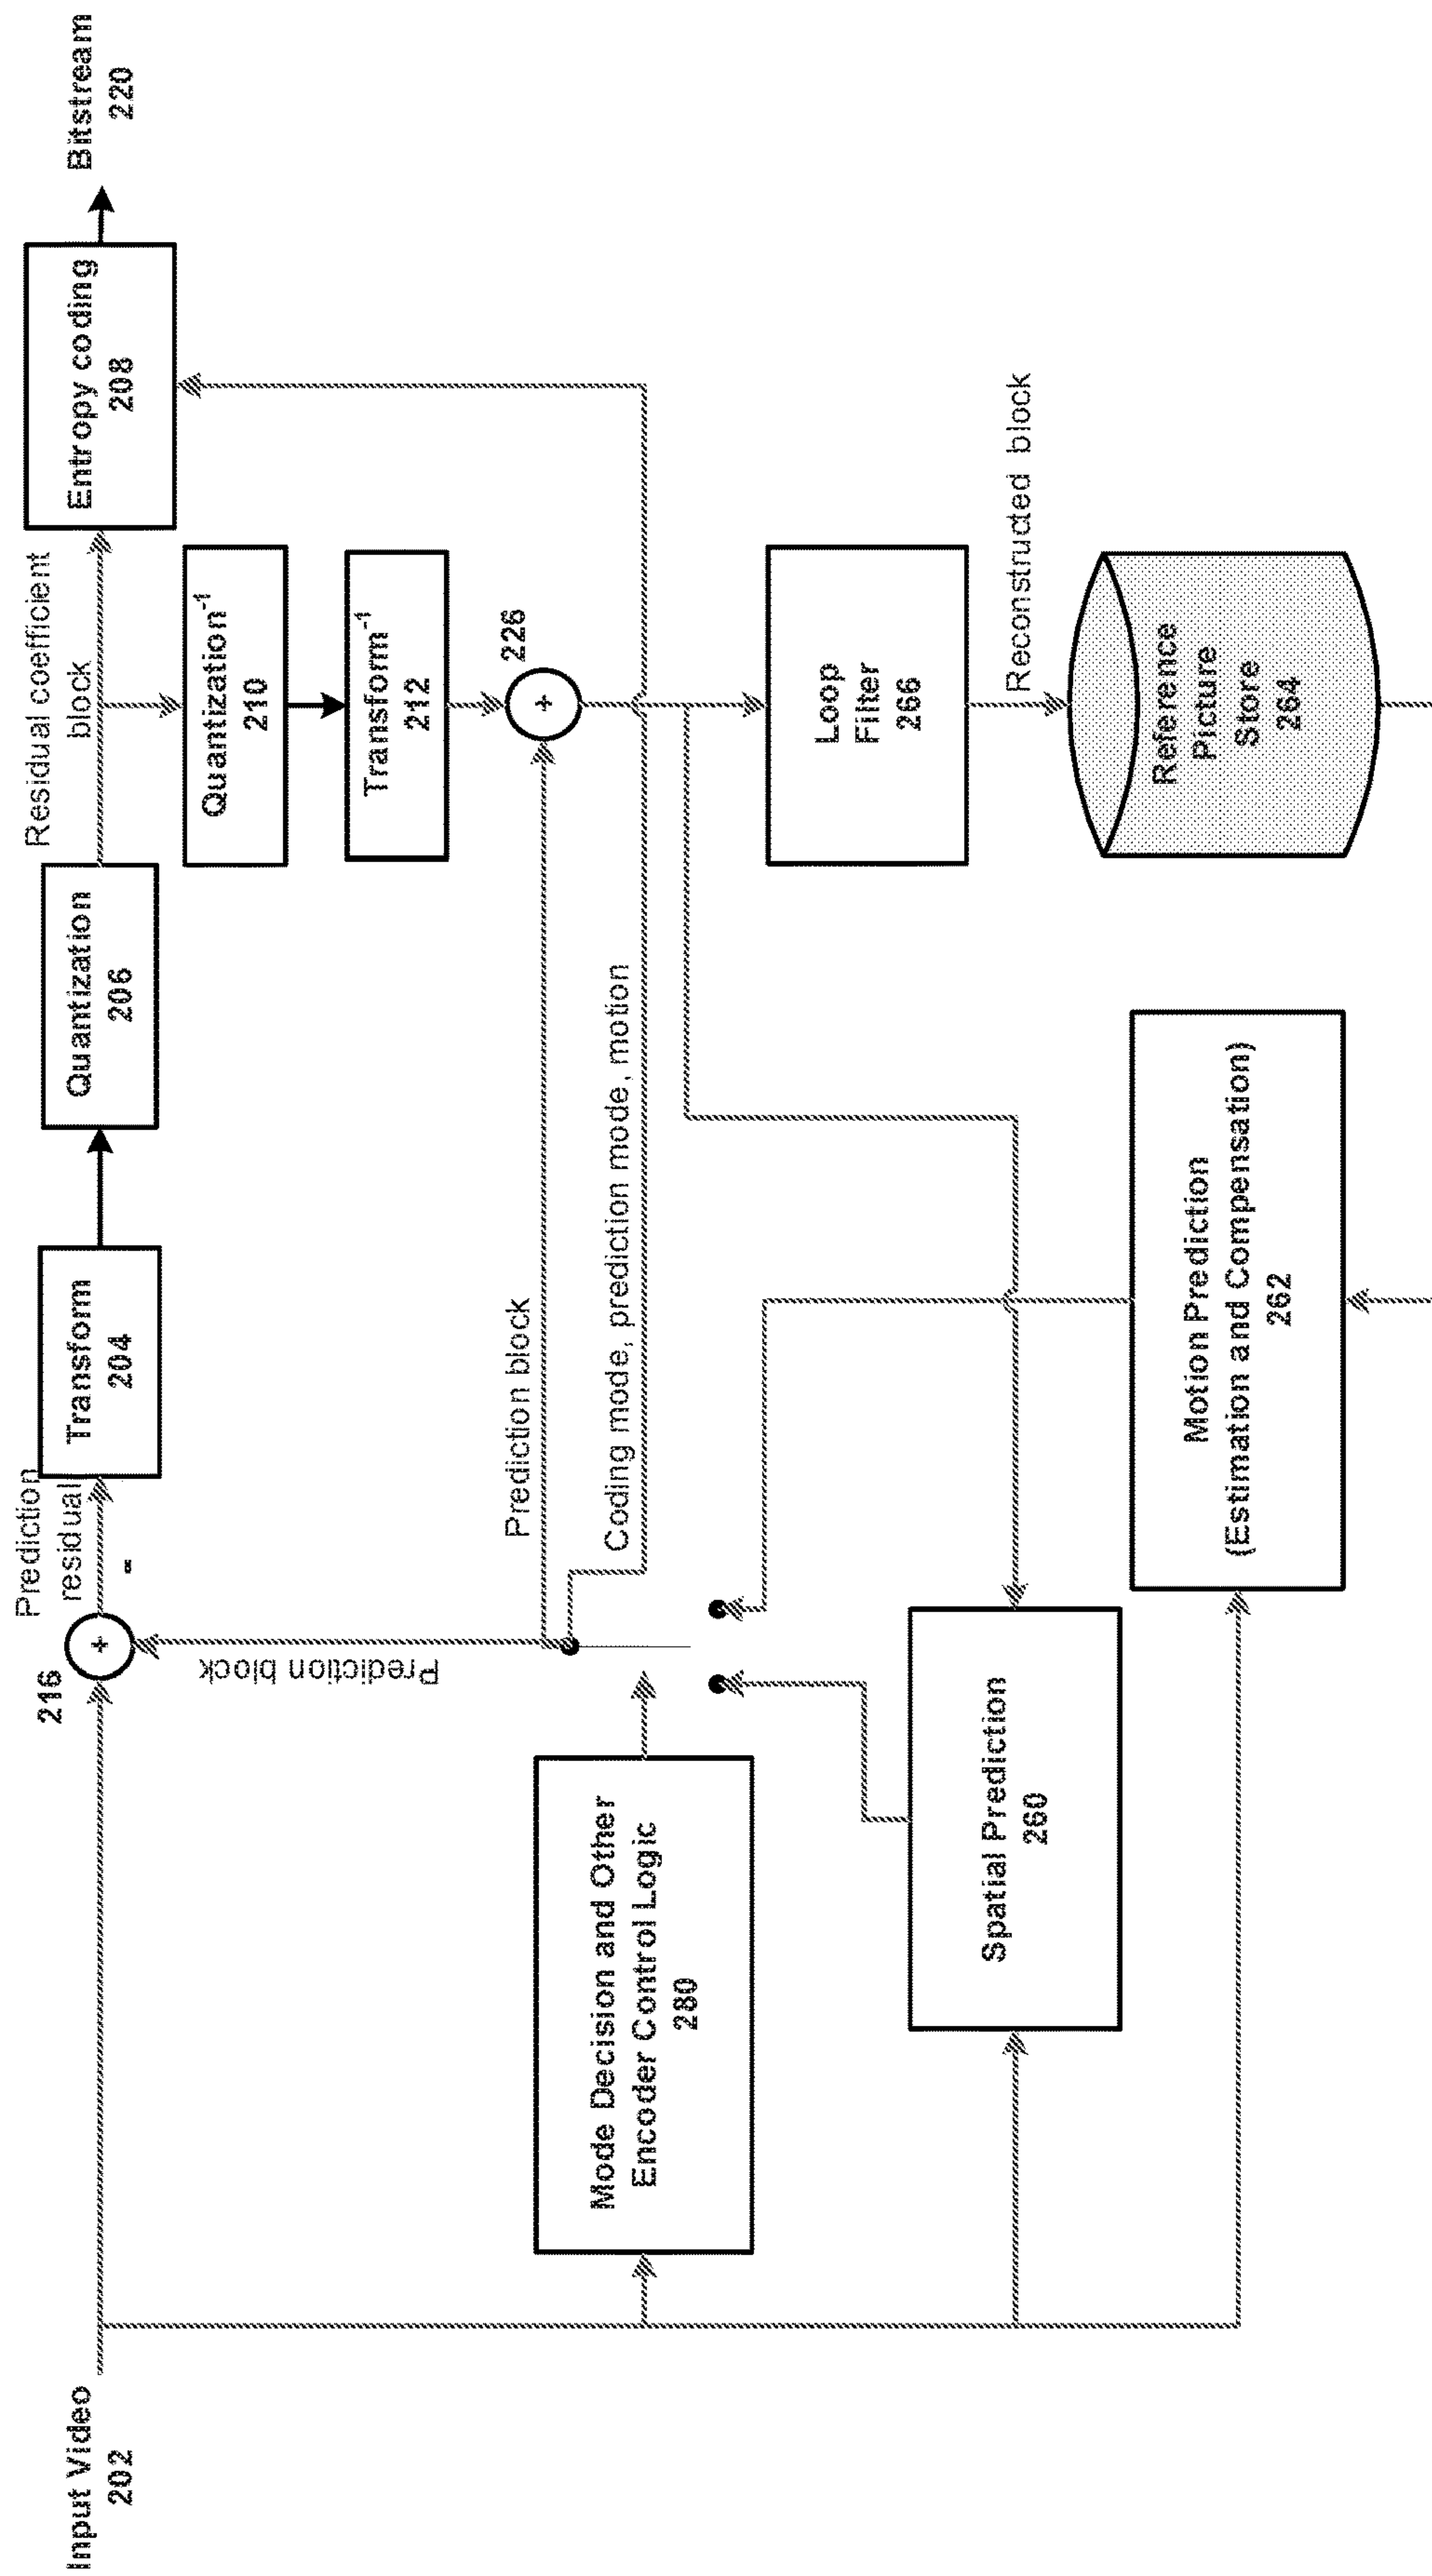 Input Video
202
216
Prediction
residual
-
+
Transform
204
Quantization
206
Residual coefficient
block
Entropy coding
208
Bitstream
220
Quantization-1
210
Transform-1
212
226
+
Prediction block
Prediction block
Coding mode, prediction mode, motion
Mode Decision and Other
Encoder Control Logic
280
Spatial Prediction
260
Motion Prediction
(Estimation and Compensation)
262
Loop
Filter
266
Reconstructed block
Reference
Picture
Store
264